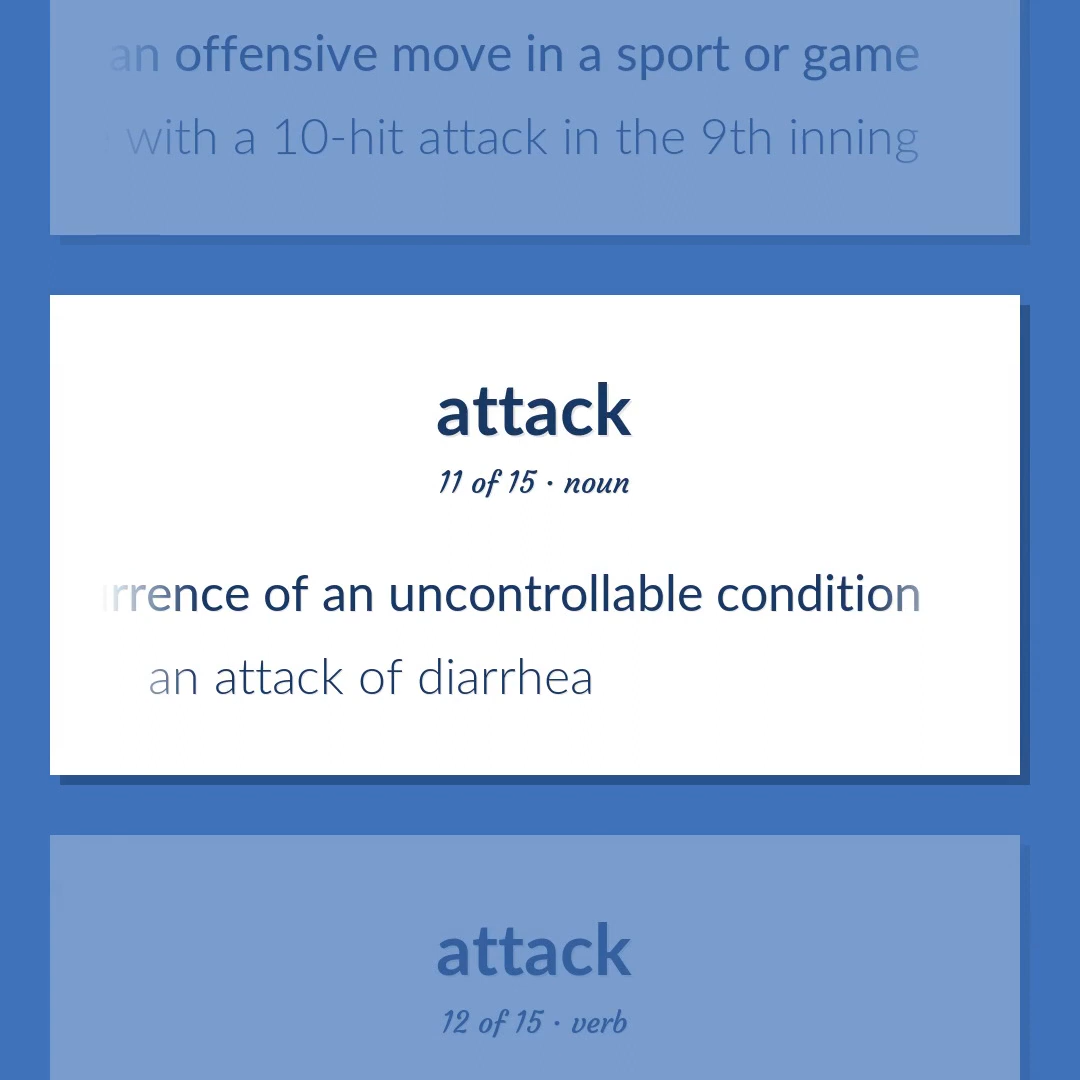 an offensive move in a sport or game
with a 10-hit attack in the 9th inning
attack
11 of 15 · noun
rrence of an uncontrollable condition
an attack of diarrhea
attack
12 of 15 · verb